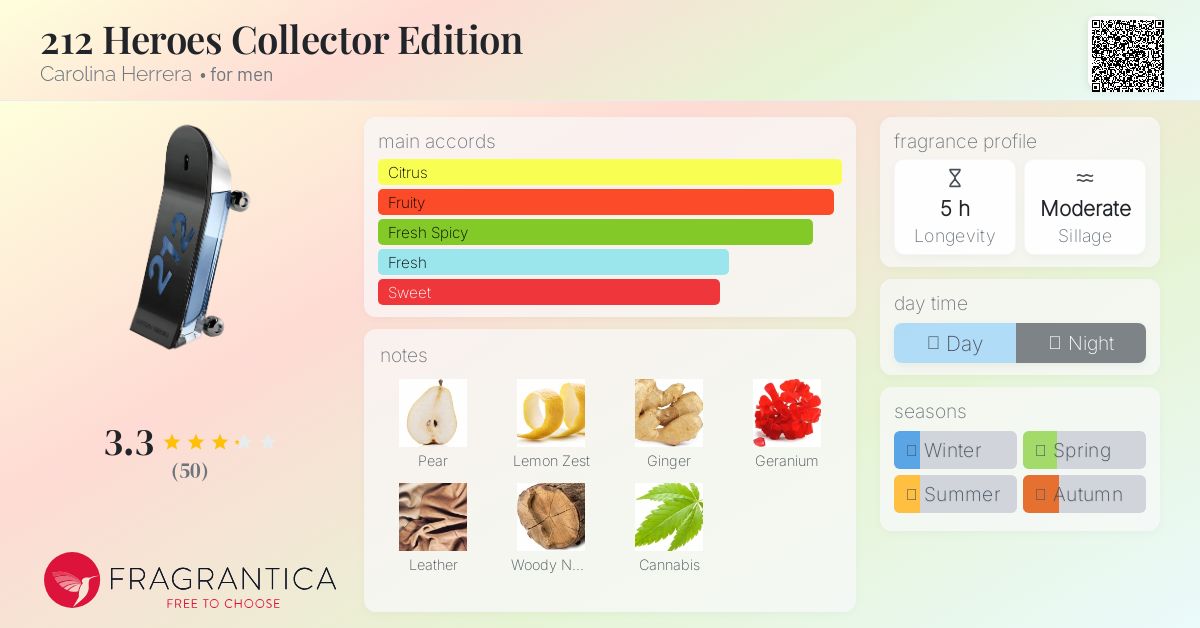 212 Heroes Collector Edition
Carolina Herrera • for men
212
3.3
(50)
FRAGRANTICA
FREE TO CHOOSE
main accords
Citrus
Fruity
Fresh Spicy
Fresh
Sweet
notes
Pear
Lemon Zest
Ginger
Geranium
Leather
Woody N...
Cannabis
fragrance profile
5 h
Longevity
Moderate
Sillage
day time
Day
Night
seasons
Winter
Spring
Summer
Autumn